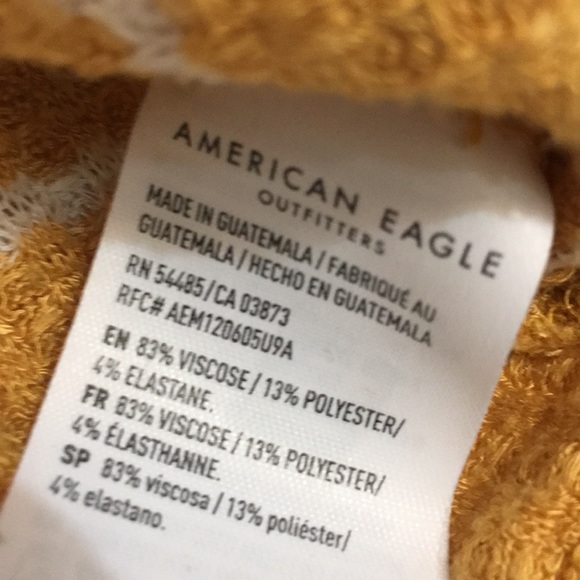 AMERICAN EAGLE
OUTFITTERS
MADE IN GUATEMALA / FABRIQUÉ AU
GUATEMALA / HECHO EN GUATEMALA
RN 54485/CA 03873
RFC# AEM120605U9A
EN 83% VISCOSE / 13% POLYESTER/
4% ELASTANE.
FR 83% VISCOSE / 13% POLYESTER/
4% ÉLASTHANNE.
SP 83% viscosa / 13% poliéster/
4% elastano.